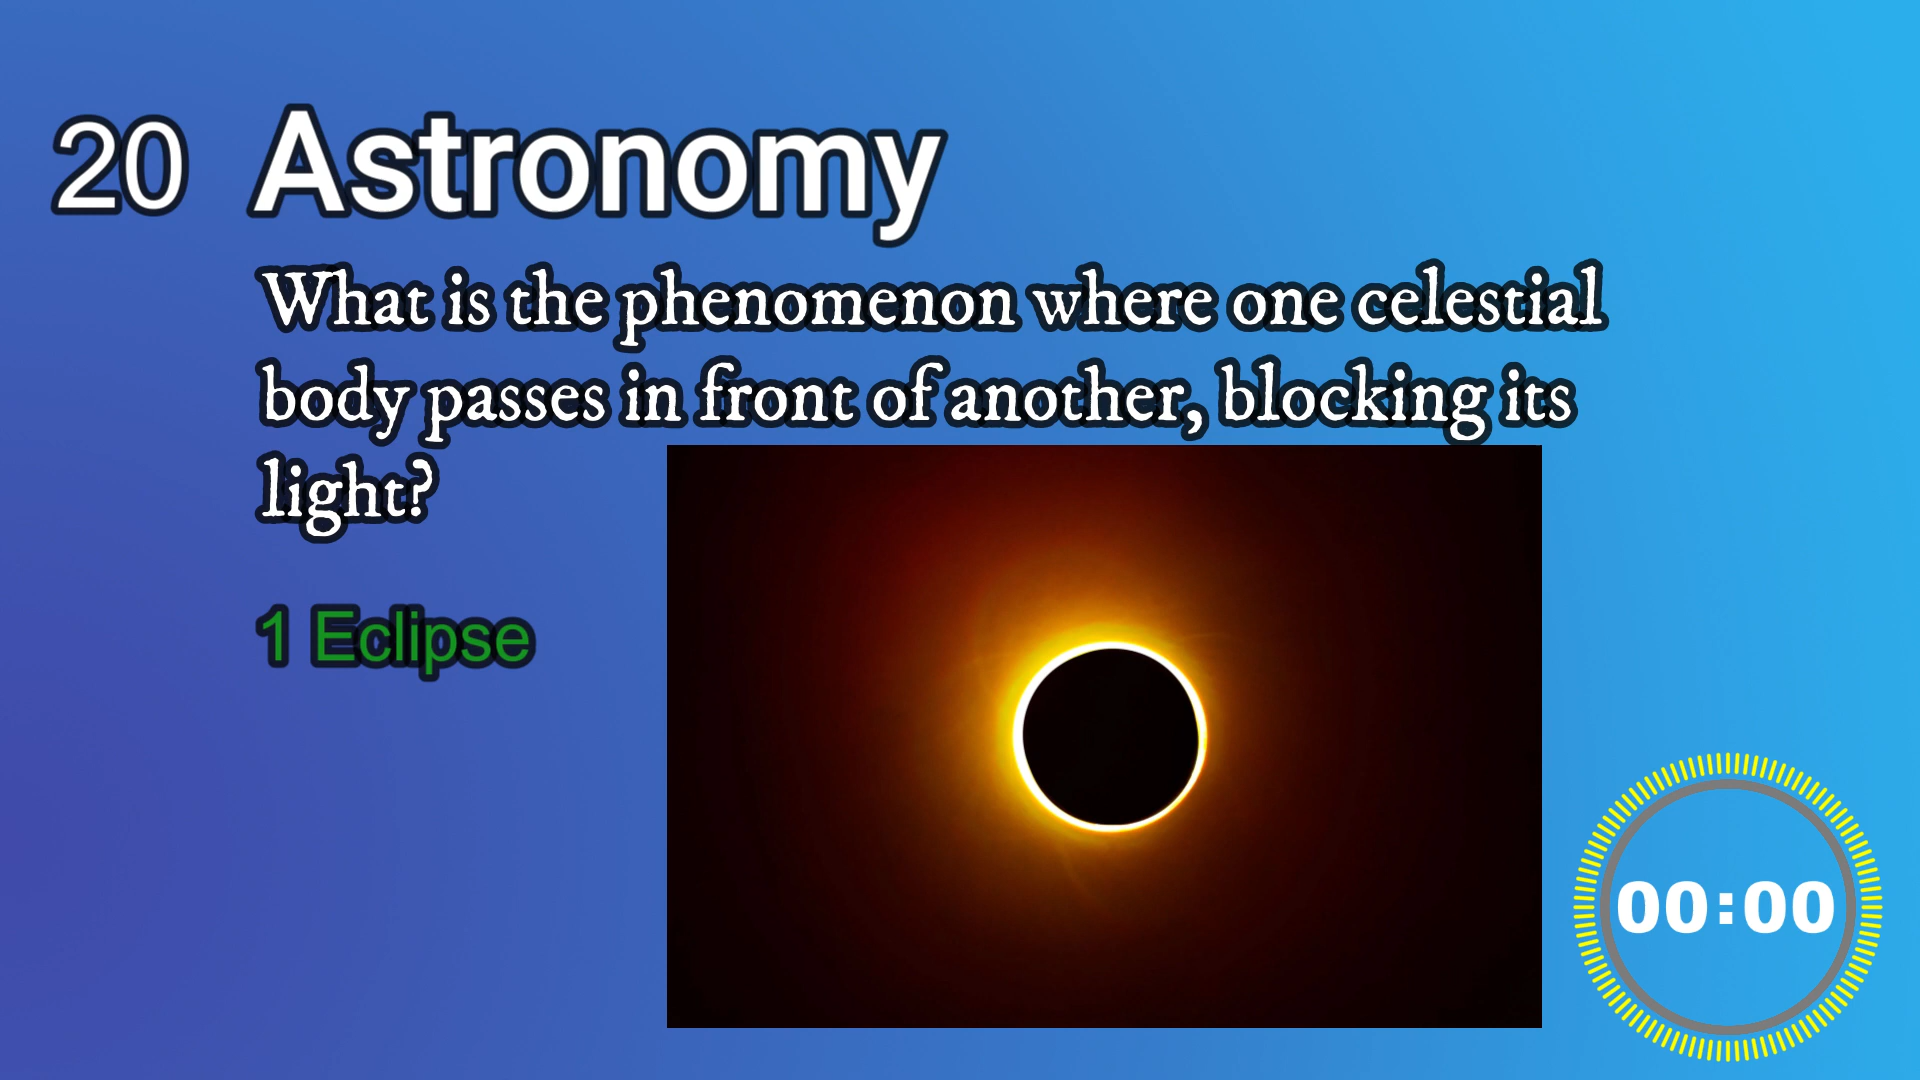 20 Astronomy
What is the phenomenon where one celestial
body passes in front of another, blocking its
light?
1 Eclipse
00:00